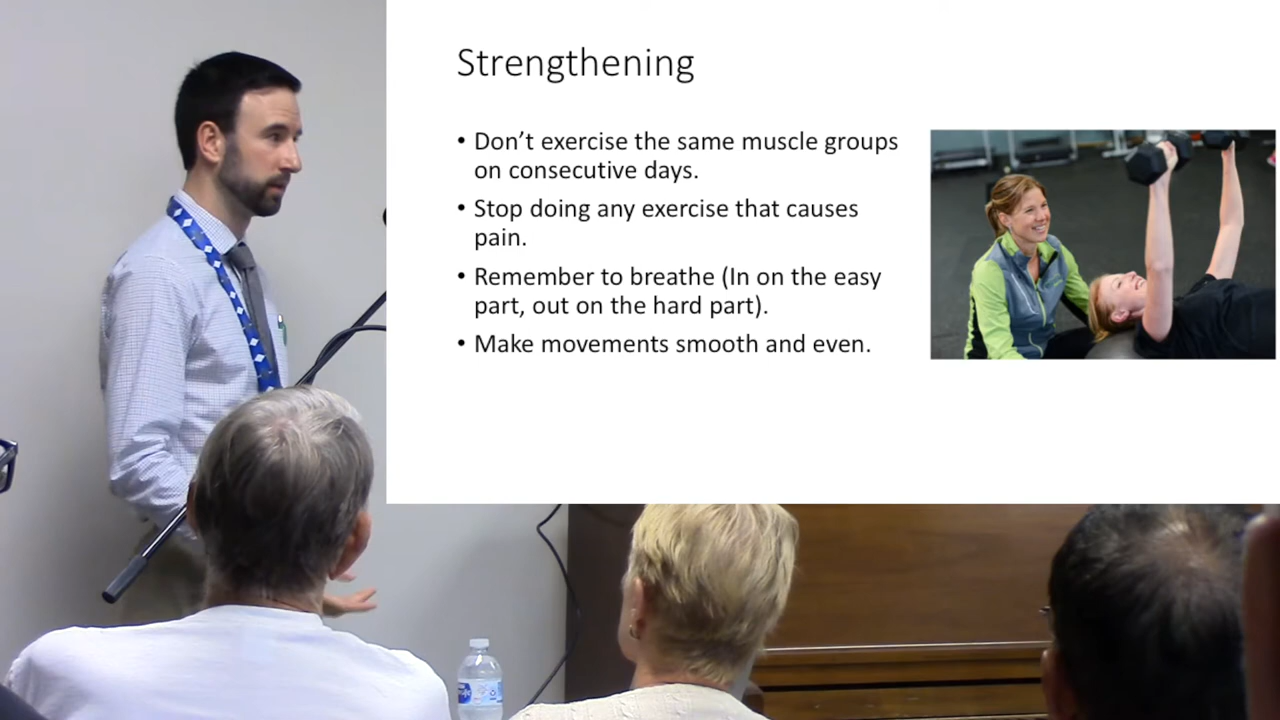 Strengthening
• Don’t exercise the same muscle groups
on consecutive days.
• Stop doing any exercise that causes
pain.
• Remember to breathe (In on the easy
part, out on the hard part).
• Make movements smooth and even.